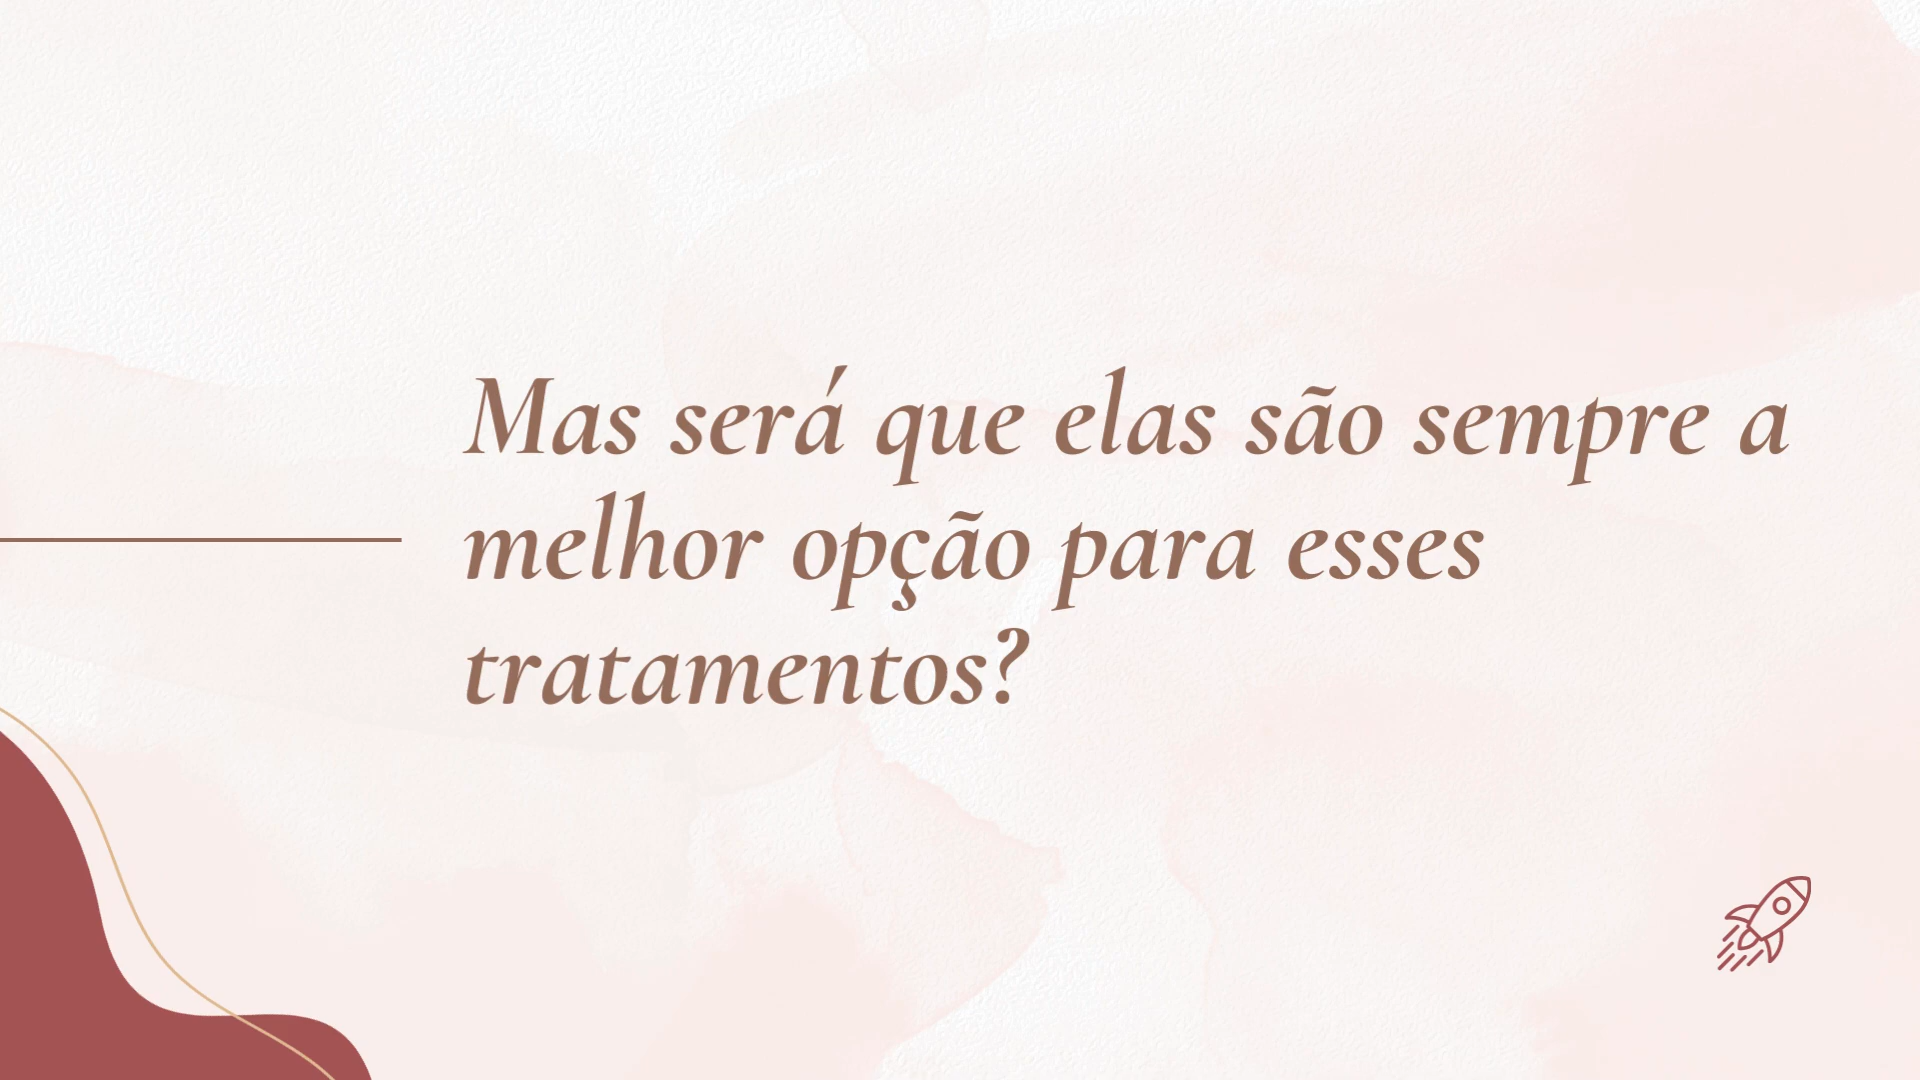 Mas será que elas são sempre a
melhor opção para esses
tratamentos?